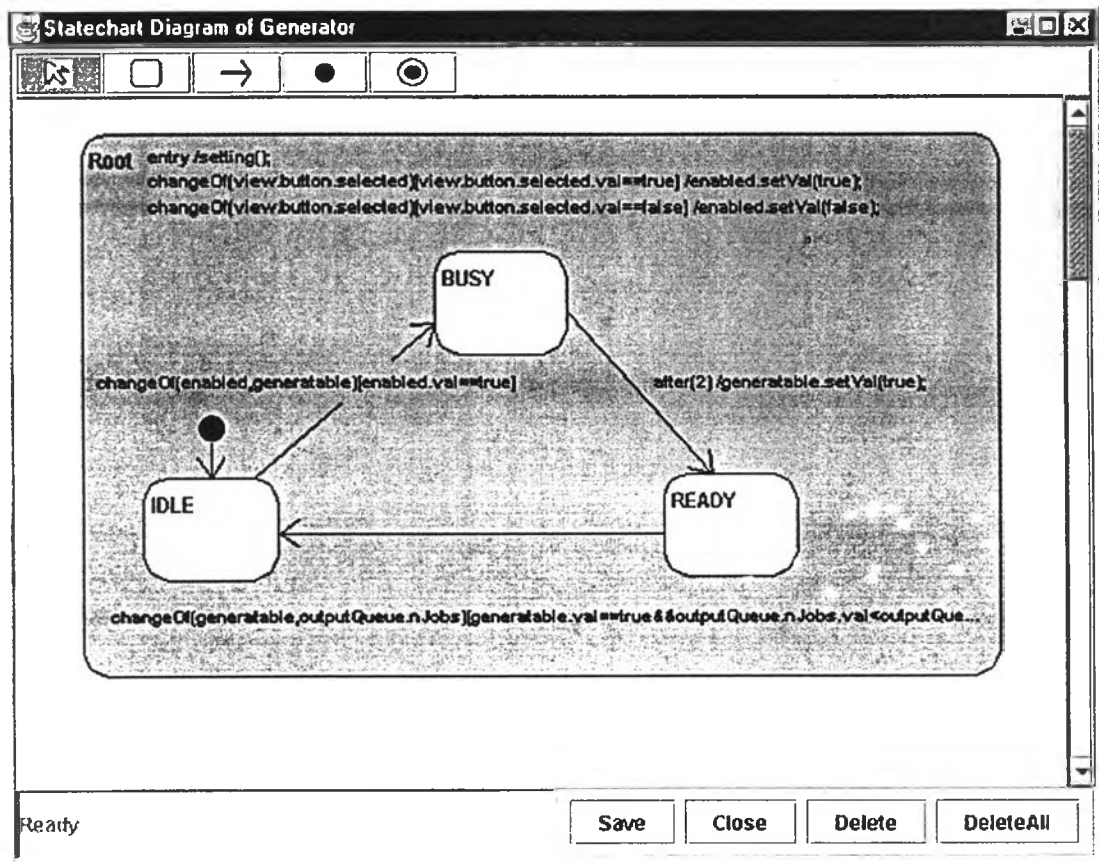 Statechart Diagram of Generator
Root entry /setting();
changeOf(view.button.selected)[view.button.selected.val==true] /enabled.setVal(true);
changeOf(view.button.selected)[view.button.selected.val==false] /enabled.setVal(false);
BUSY
changeOf(enabled,generatable)[enabled.val==true]
after(2) /generatable.setVal(true);
IDLE
READY
changeOf(generatable,outputQueue.nJobs)[generatable.val==true&&outputQueue.nJobs.val<outputQue...
Ready
Save Close Delete DeleteAll